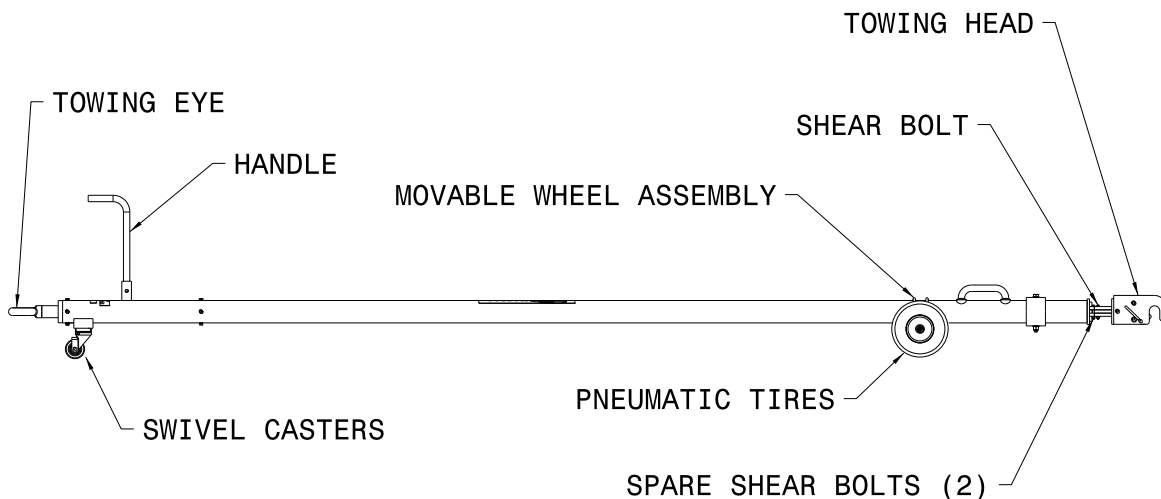 TOWING HEAD
TOWING EYE
SHEAR BOLT
HANDLE
MOVABLE WHEEL ASSEMBLY
PNEUMATIC TIRES
SWIVEL CASTERS
SPARE SHEAR BOLTS (2)